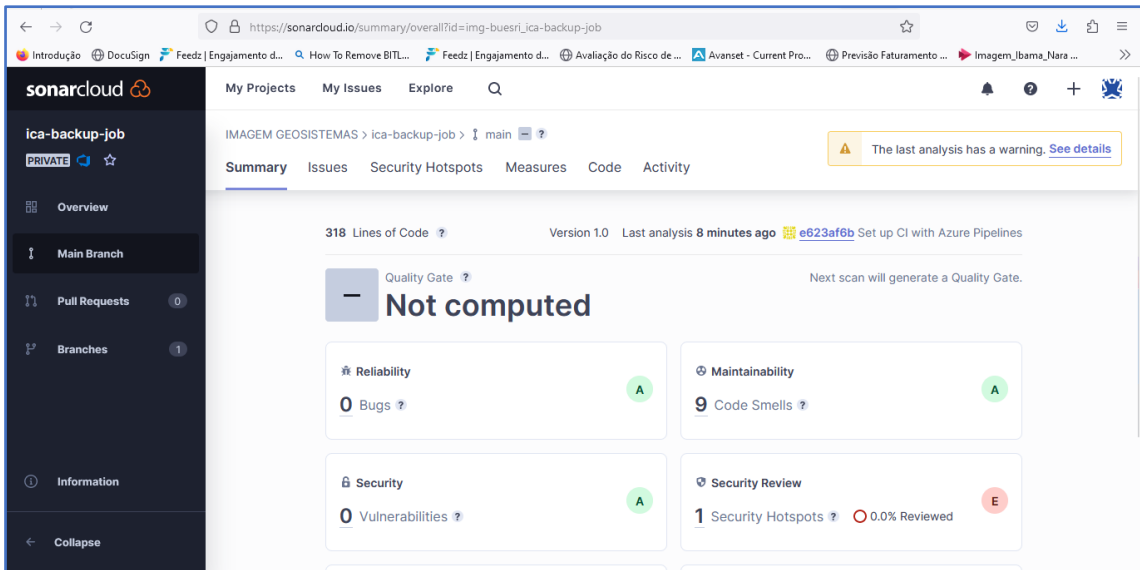 https://sonarcloud.io/summary/overall?id=img-buesri_ica-backup-job
Introdução DocuSign Feedz | Engajamento d... How To Remove BITL... Feedz | Engajamento d... Avaliação do Risco de ... Avanset - Current Pro... Previsão Faturamento ... Imagem_Ibama_Nara ...
sonarcloud
My Projects My Issues Explore
ica-backup-job
PRIVATE
IMAGEM GEOSISTEMAS > ica-backup-job > main - ?
The last analysis has a warning. See details
Summary Issues Security Hotspots Measures Code Activity
Overview
Main Branch
Pull Requests 0
Branches 1
Information
Collapse
318 Lines of Code ? Version 1.0 Last analysis 8 minutes ago e623af6b Set up CI with Azure Pipelines
Quality Gate ?
Not computed
Next scan will generate a Quality Gate.
Reliability
0 Bugs ?
A
Maintainability
9 Code Smells ?
A
Security
0 Vulnerabilities ?
A
Security Review
1 Security Hotspots ? 0.0% Reviewed
E